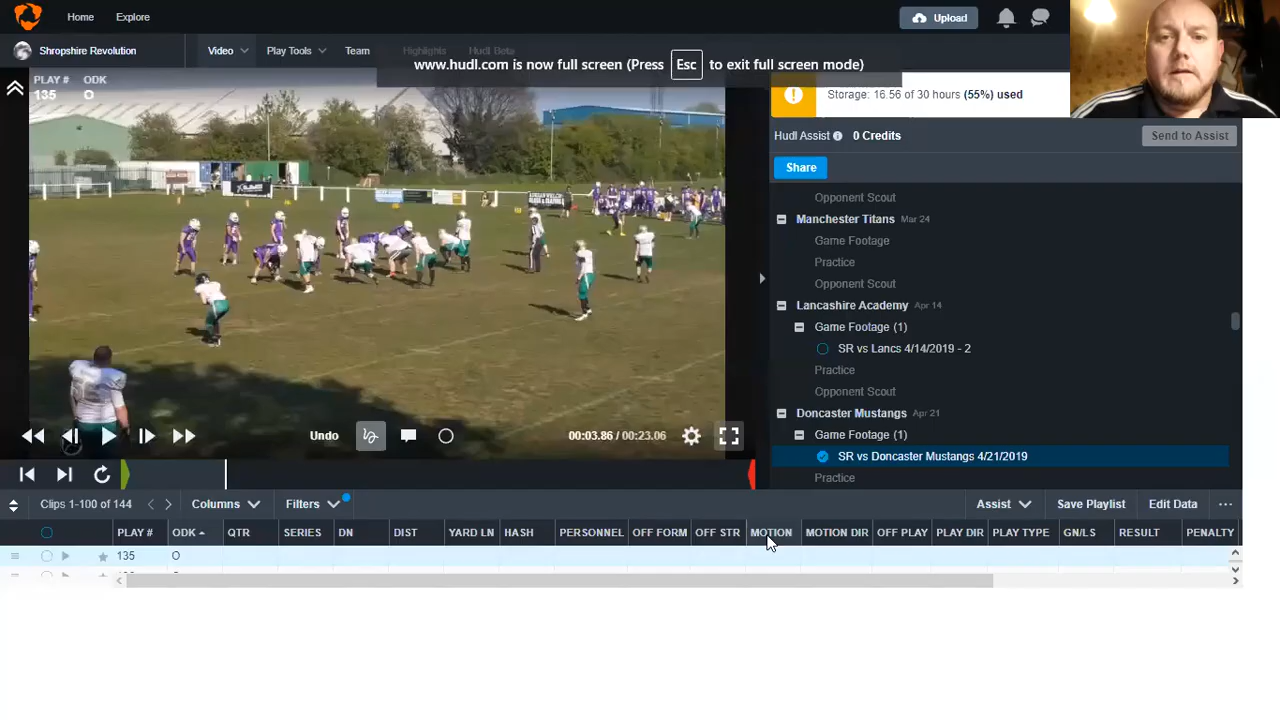 Home Explore Upload
Shropshire Revolution Video Play Tools Team Highlights Hudl Beta
www.hudl.com is now full screen (Press Esc to exit full screen mode)
PLAY # ODK
135 O
Storage: 16.56 of 30 hours (55%) used
Hudl Assist 0 Credits Send to Assist
Share
Opponent Scout
Manchester Titans Mar 24
Game Footage
Practice
Opponent Scout
Lancashire Academy Apr 14
Game Footage (1)
SR vs Lancs 4/14/2019 - 2
Practice
Opponent Scout
Doncaster Mustangs Apr 21
Game Footage (1)
SR vs Doncaster Mustangs 4/21/2019
Practice
Undo 00:03.86 / 00:23.06
Clips 1-100 of 144 Columns Filters Assist Save Playlist Edit Data
PLAY # ODK QTR SERIES DN DIST YARD LN HASH PERSONNEL OFF FORM OFF STR MOTION MOTION DIR OFF PLAY PLAY DIR PLAY TYPE GN/LS RESULT PENALTY
135 O